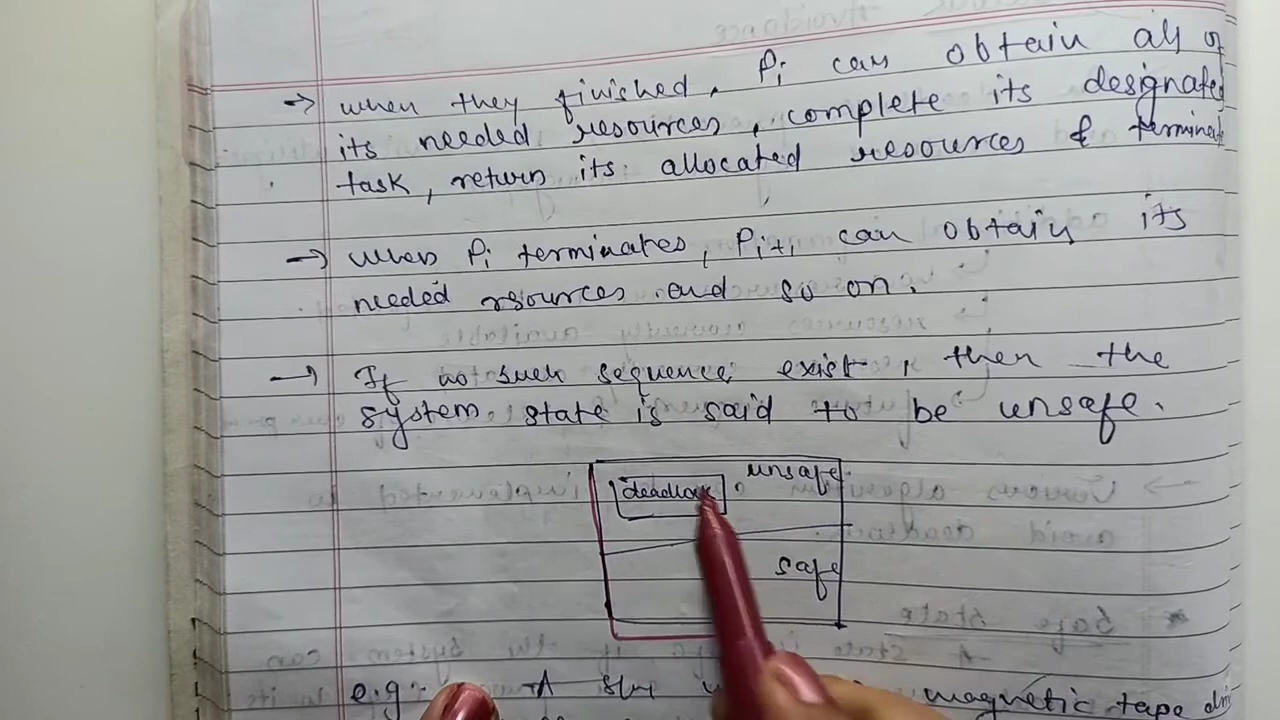 → when they finished, Pi can obtain all of
its needed resources, complete its designated
task, return its allocated resources & terminate
→ when Pi terminates, Pi+1 can obtain its
needed rsources and so on.
→ If no such sequence exist, then the
system state is said to be unsafe.
unsafe
deadlock
safe
e.g:- A
magnetic tape